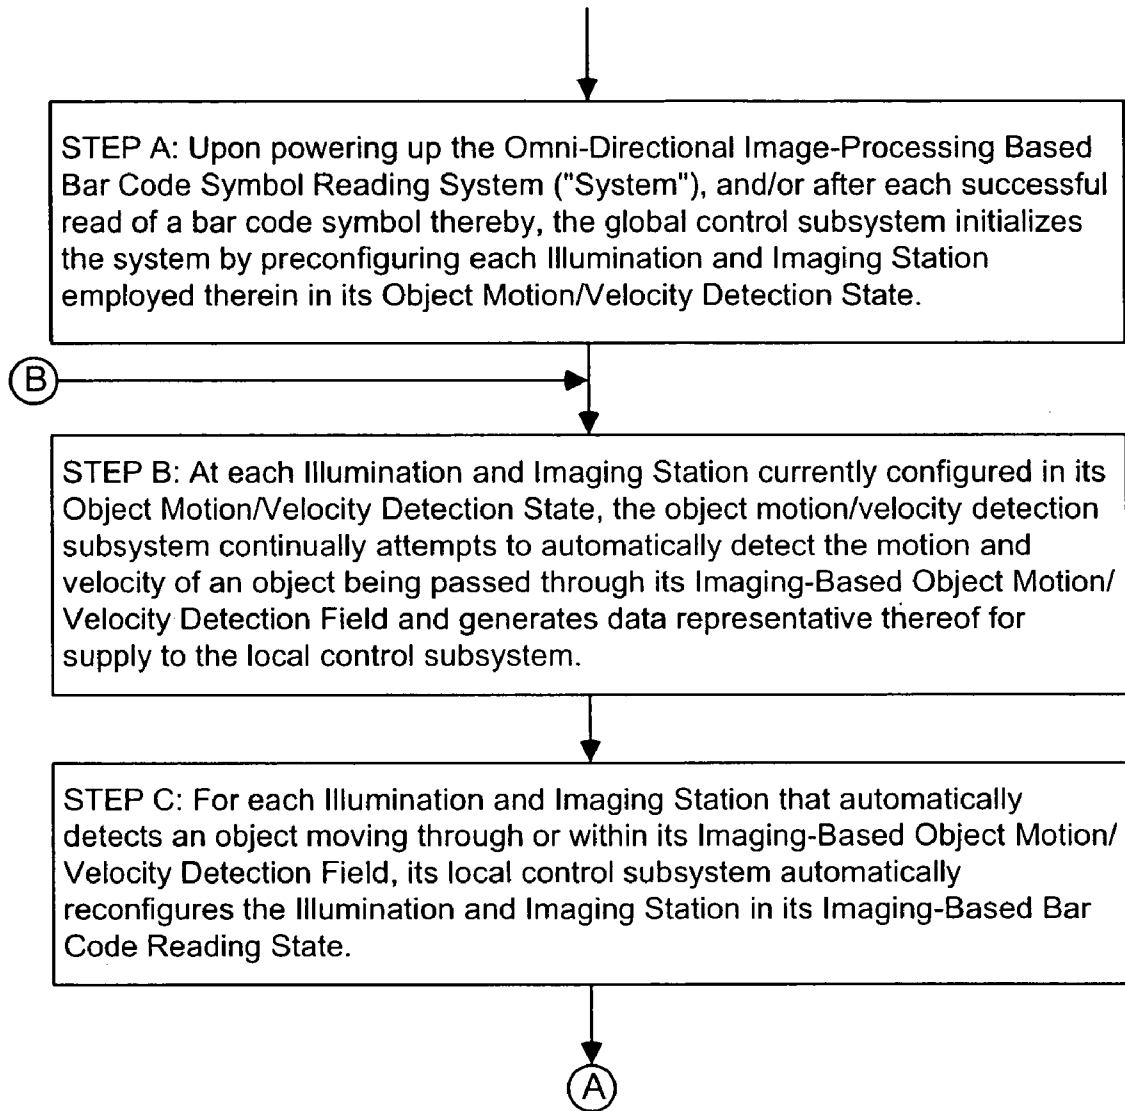 STEP A: Upon powering up the Omni-Directional Image-Processing Based
Bar Code Symbol Reading System ("System"), and/or after each successful
read of a bar code symbol thereby, the global control subsystem initializes
the system by preconfiguring each Illumination and Imaging Station
employed therein in its Object Motion/Velocity Detection State.
B
STEP B: At each Illumination and Imaging Station currently configured in its
Object Motion/Velocity Detection State, the object motion/velocity detection
subsystem continually attempts to automatically detect the motion and
velocity of an object being passed through its Imaging-Based Object Motion/
Velocity Detection Field and generates data representative thereof for
supply to the local control subsystem.
STEP C: For each Illumination and Imaging Station that automatically
detects an object moving through or within its Imaging-Based Object Motion/
Velocity Detection Field, its local control subsystem automatically
reconfigures the Illumination and Imaging Station in its Imaging-Based Bar
Code Reading State.
A